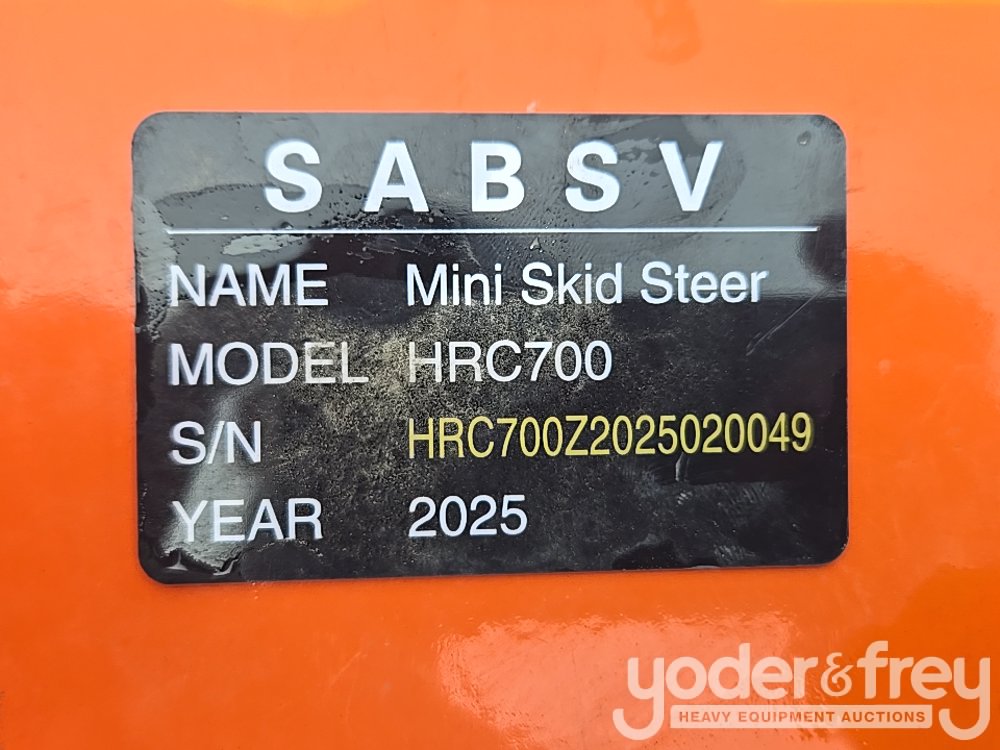 SABSV
NAME Mini Skid Steer
MODEL HRC700
S/N HRC700Z2025020049
YEAR 2025
yoder&frey
HEAVY EQUIPMENT AUCTIONS